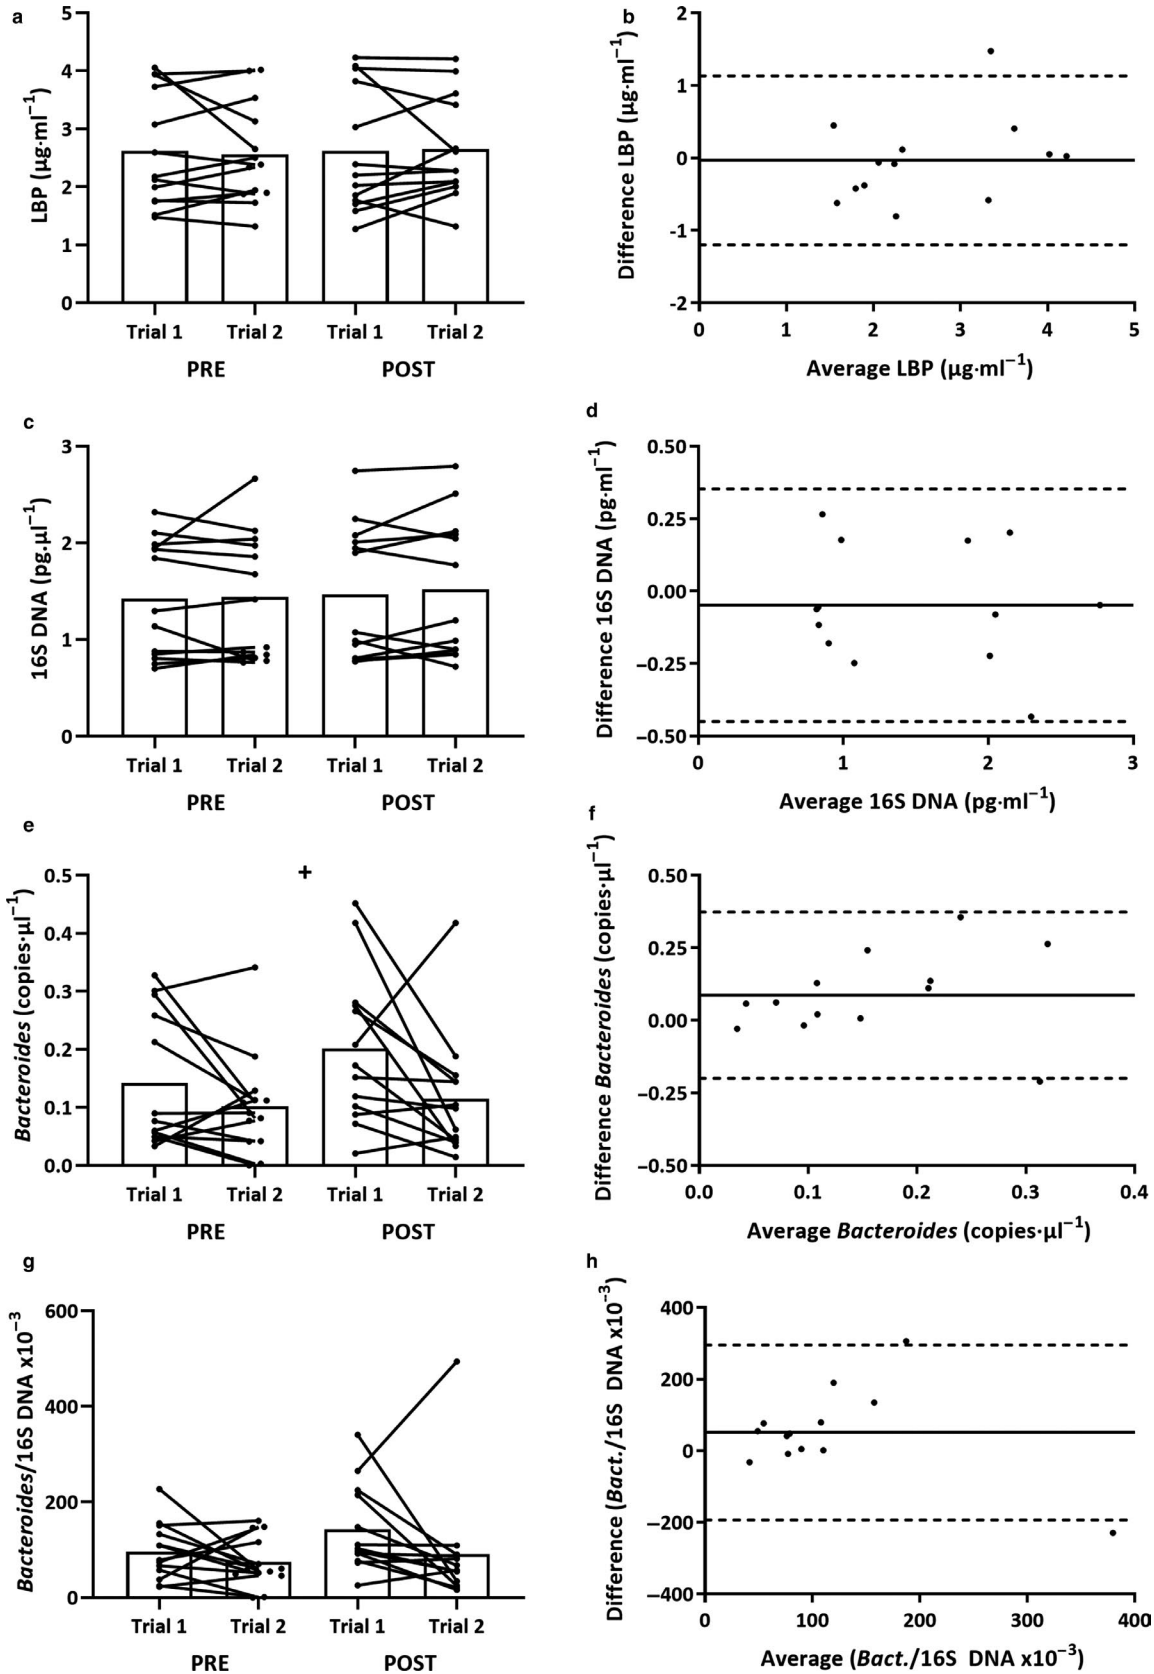 a
LBP (µg·ml⁻¹)
5
4
3
2
1
0
Trial 1 Trial 2 Trial 1 Trial 2
PRE POST
b
Difference LBP (µg·ml⁻¹)
2
1
0
-1
-2
0 1 2 3 4 5
Average LBP (µg·ml⁻¹)
c
16S DNA (pg.µl⁻¹)
3
2
1
0
Trial 1 Trial 2 Trial 1 Trial 2
PRE POST
d
Difference 16S DNA (pg·ml⁻¹)
0.50
0.25
0.00
−0.25
−0.50
0 1 2 3
Average 16S DNA (pg·ml⁻¹)
e
Bacteroides (copies·µl⁻¹)
+
0.5
0.4
0.3
0.2
0.1
0.0
Trial 1 Trial 2 Trial 1 Trial 2
PRE POST
f
Difference Bacteroides (copies·µl⁻¹)
0.50
0.25
0.00
−0.25
−0.50
0.0 0.1 0.2 0.3 0.4
Average Bacteroides (copies·µl⁻¹)
g
Bacteroides/16S DNA x10⁻³
600
400
200
0
Trial 1 Trial 2 Trial 1 Trial 2
PRE POST
h
Difference (Bact./16S DNA x10⁻³)
400
200
0
−200
−400
0 100 200 300 400
Average (Bact./16S DNA x10⁻³)